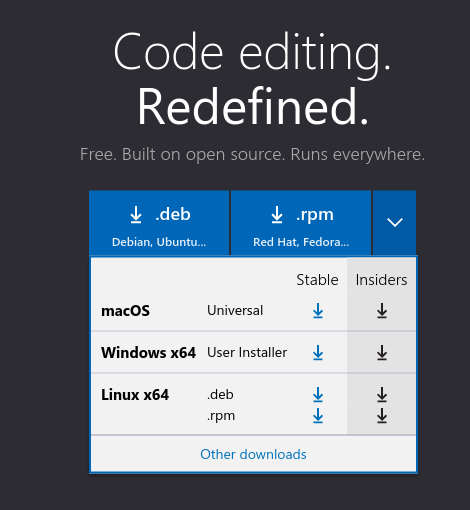 Code editing.
Redefined.
Free. Built on open source. Runs everywhere.
.deb
Debian, Ubuntu...
.rpm
Red Hat, Fedora...
Stable Insiders
macOS Universal
Windows x64 User Installer
Linux x64 .deb
.rpm
Other downloads